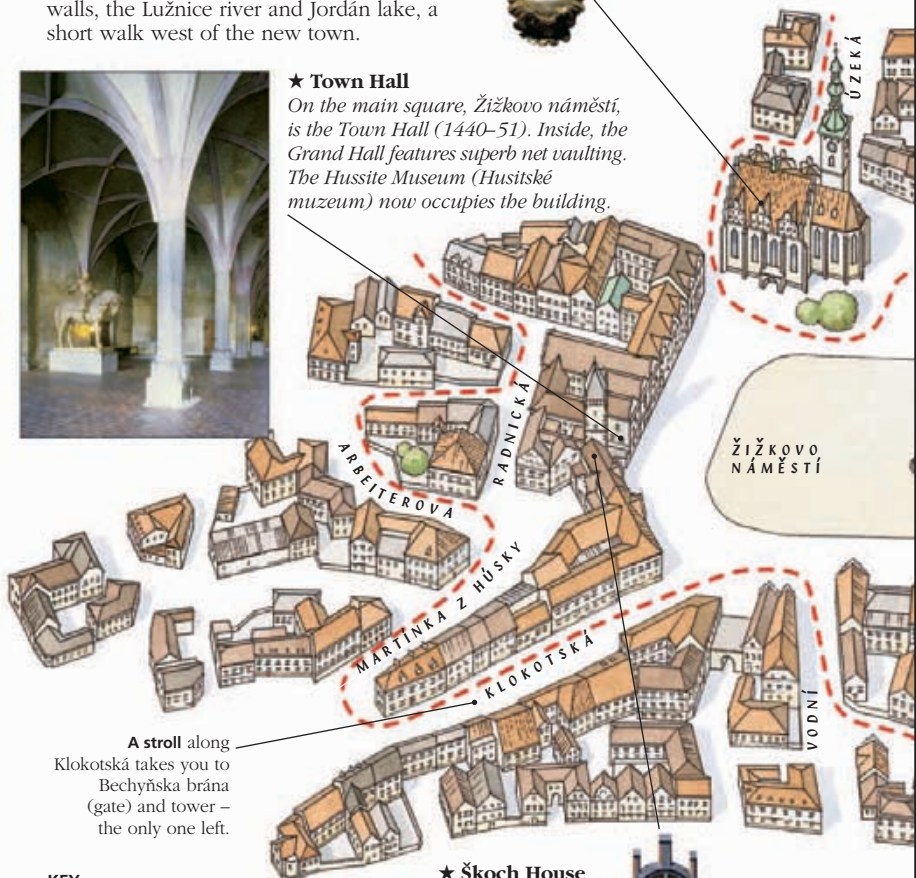 walls, the Lužnice river and Jordán lake, a
short walk west of the new town.
★ Town Hall
On the main square, Žižkovo náměstí,
is the Town Hall (1440–51). Inside, the
Grand Hall features superb net vaulting.
The Hussite Museum (Husitské
muzeum) now occupies the building.
ÚZEKÁ
RADNICKÁ
ŽIŽKOVO
NÁMĚSTÍ
ARBEITEROVA
MARTÍNKA Z HÚSKY
KLOKOTSKÁ
VODNÍ
A stroll along
Klokotská takes you to
Bechyňska brána
(gate) and tower –
the only one left.
KEY
★ Škoch House